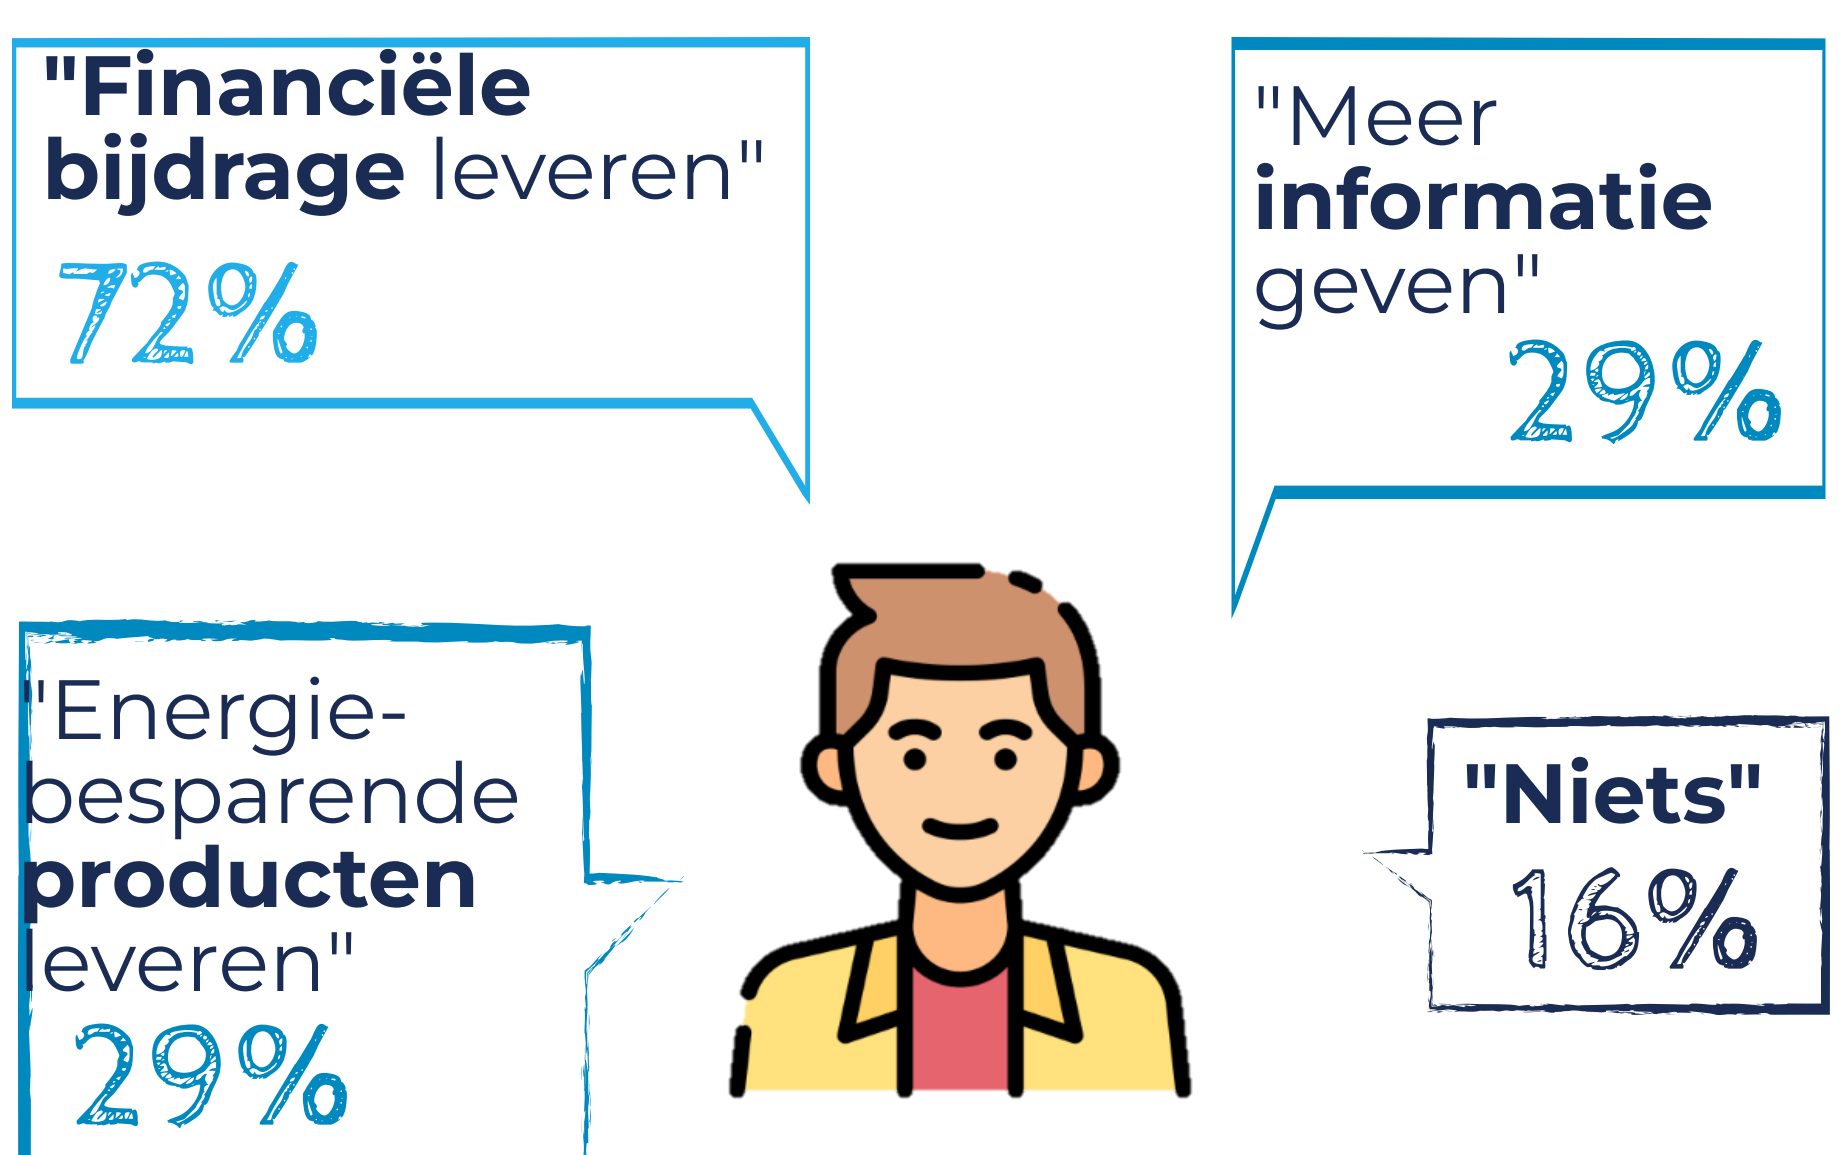 "Financiële
bijdrage leveren"
72%
"Meer
informatie
geven"
29%
"Energie-
besparende
producten
leveren"
29%
"Niets"
16%